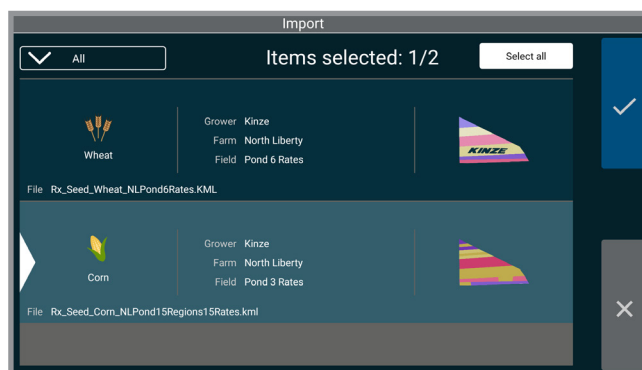 Import
All
Items selected: 1/2
Select all
Wheat
Grower Kinze
Farm North Liberty
Field Pond 6 Rates
KINZE
File Rx_Seed_Wheat_NLPond6Rates.KML
Corn
Grower Kinze
Farm North Liberty
Field Pond 3 Rates
File Rx_Seed_Corn_NLPond15Regions15Rates.kml